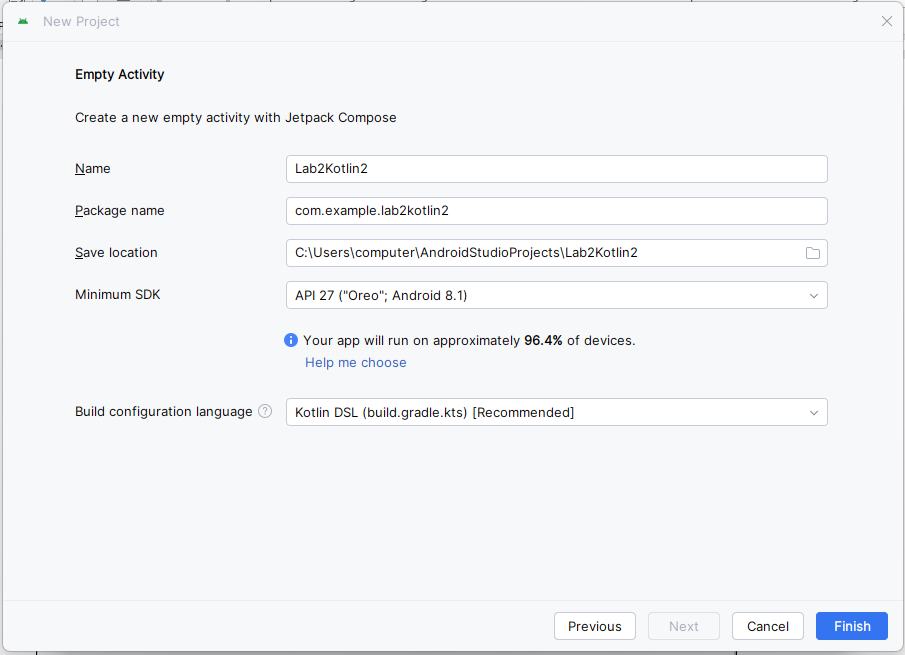 New Project
Empty Activity
Create a new empty activity with Jetpack Compose
Name Lab2Kotlin2
Package name com.example.lab2kotlin2
Save location C:\Users\computer\AndroidStudioProjects\Lab2Kotlin2
Minimum SDK API 27 ("Oreo"; Android 8.1)
Your app will run on approximately 96.4% of devices.
Help me choose
Build configuration language ? Kotlin DSL (build.gradle.kts) [Recommended]
Previous Next Cancel Finish